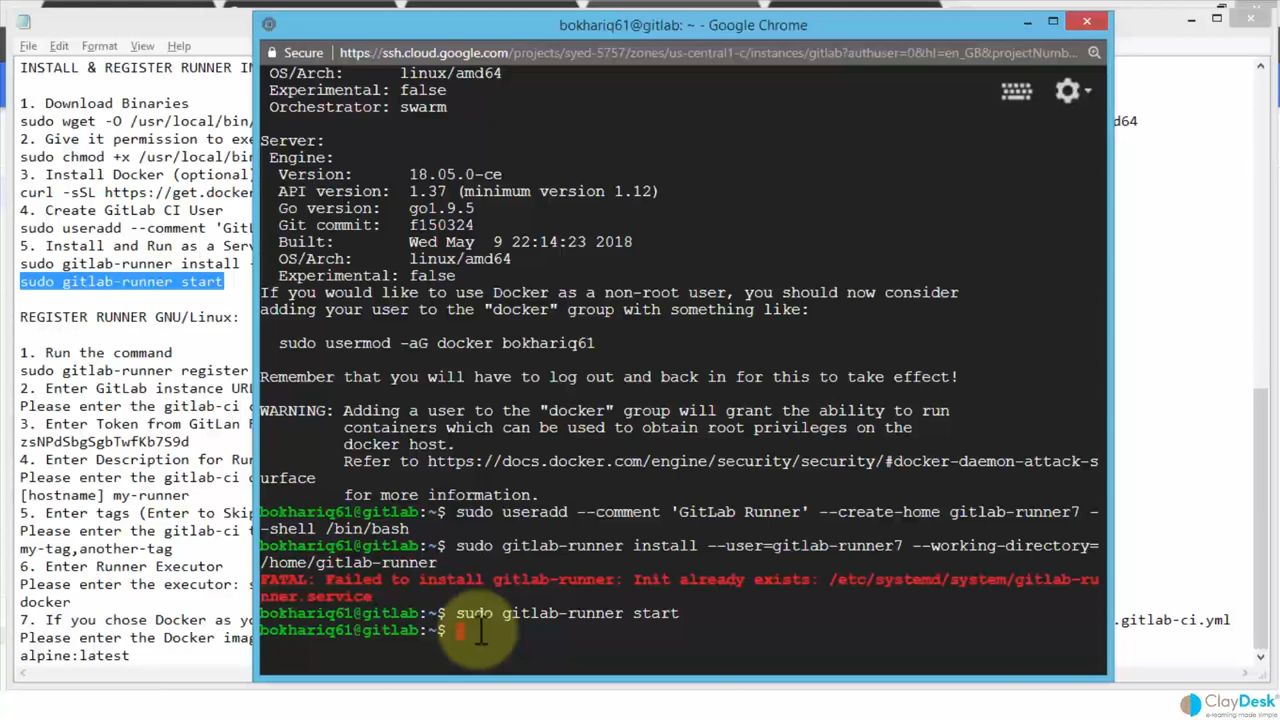 bokhariq61@gitlab: ~ - Google Chrome
Secure https://ssh.cloud.google.com/projects/syed-5757/zones/us-central1-c/instances/gitlab?authuser=0&hl=en_GB&projectNumb...
File Edit Format View Help
INSTALL & REGISTER RUNNER
1. Download Binaries
sudo wget -O /usr/local/bin/
2. Give it permission to
sudo chmod +x /usr/local/bin
3. Install Docker (optional)
curl -sSL https://get.docker
4. Create GitLab CI User
sudo useradd --comment
5. Install and Run as a
sudo gitlab-runner install
sudo gitlab-runner start
REGISTER RUNNER GNU/Linux:
1. Run the command
sudo gitlab-runner register
2. Enter GitLab instance
Please enter the gitlab-ci
3. Enter Token from GitLan
zsNPdSbgSgbTwfKb7S9d
4. Enter Description for
Please enter the gitlab-ci
[hostname] my-runner
5. Enter tags (Enter to
Please enter the gitlab-ci
my-tag,another-tag
6. Enter Runner Executor
Please enter the executor:
docker
7. If you chose Docker as
Please enter the Docker
alpine:latest
OS/Arch: linux/amd64
Experimental: false
Orchestrator: swarm
Server:
Engine:
Version: 18.05.0-ce
API version: 1.37 (minimum version 1.12)
Go version: go1.9.5
Git commit: f150324
Built: Wed May 9 22:14:23 2018
OS/Arch: linux/amd64
Experimental: false
If you would like to use Docker as a non-root user, you should now consider
adding your user to the "docker" group with something like:
sudo usermod -aG docker bokhariq61
Remember that you will have to log out and back in for this to take effect!
WARNING: Adding a user to the "docker" group will grant the ability to run
containers which can be used to obtain root privileges on the
docker host.
Refer to https://docs.docker.com/engine/security/security/#docker-daemon-attack-s
urface
for more information.
bokhariq61@gitlab:~$ sudo useradd --comment 'GitLab Runner' --create-home gitlab-runner7 -
-shell /bin/bash
bokhariq61@gitlab:~$ sudo gitlab-runner install --user=gitlab-runner7 --working-directory=
/home/gitlab-runner
FATAL: Failed to install gitlab-runner: Init already exists: /etc/systemd/system/gitlab-ru
nner.service
bokhariq61@gitlab:~$ sudo gitlab-runner start
bokhariq61@gitlab:~$
.gitlab-ci.yml
ClayDesk
e-learning made simple